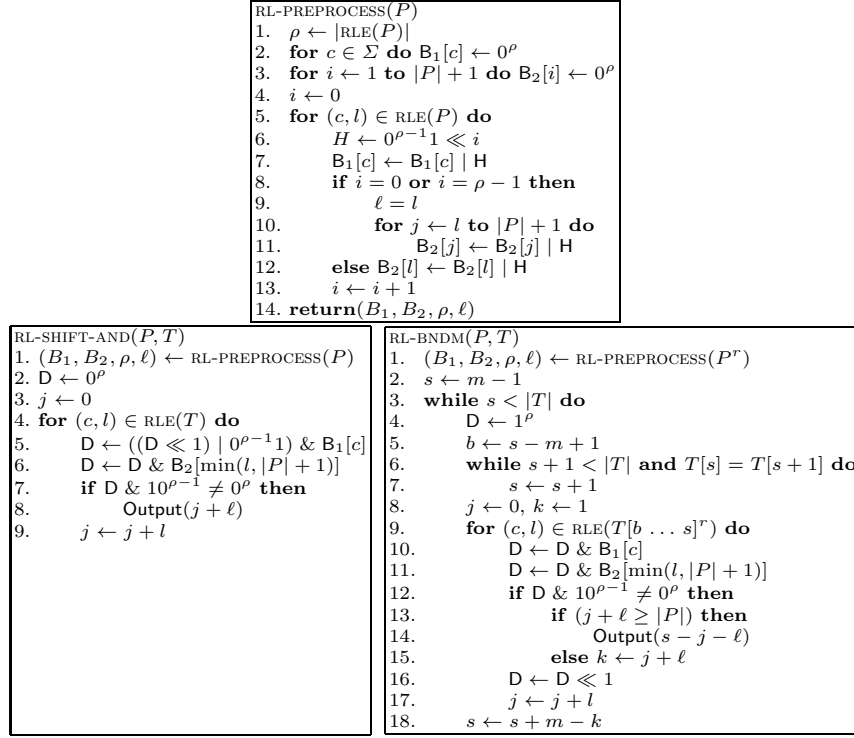 RL-PREPROCESS(P)
1. ρ ← |RLE(P)|
2. for c ∈ Σ do B₁[c] ← 0^ρ
3. for i ← 1 to |P| + 1 do B₂[i] ← 0^ρ
4. i ← 0
5. for (c, l) ∈ RLE(P) do
6. H ← 0^{ρ−1}1 ≪ i
7. B₁[c] ← B₁[c] | H
8. if i = 0 or i = ρ − 1 then
9. ℓ = l
10. for j ← l to |P| + 1 do
11. B₂[j] ← B₂[j] | H
12. else B₂[l] ← B₂[l] | H
13. i ← i + 1
14. return(B₁, B₂, ρ, ℓ)
RL-SHIFT-AND(P, T)
1. (B₁, B₂, ρ, ℓ) ← RL-PREPROCESS(P)
2. D ← 0^ρ
3. j ← 0
4. for (c, l) ∈ RLE(T) do
5. D ← ((D ≪ 1) | 0^{ρ−1}1) & B₁[c]
6. D ← D & B₂[min(l, |P| + 1)]
7. if D & 10^{ρ−1} ≠ 0^ρ then
8. Output(j + ℓ)
9. j ← j + l
RL-BNDM(P, T)
1. (B₁, B₂, ρ, ℓ) ← RL-PREPROCESS(P^r)
2. s ← m − 1
3. while s < |T| do
4. D ← 1^ρ
5. b ← s − m + 1
6. while s + 1 < |T| and T[s] = T[s + 1] do
7. s ← s + 1
8. j ← 0, k ← 1
9. for (c, l) ∈ RLE(T[b … s]^r) do
10. D ← D & B₁[c]
11. D ← D & B₂[min(l, |P| + 1)]
12. if D & 10^{ρ−1} ≠ 0^ρ then
13. if (j + ℓ ≥ |P|) then
14. Output(s − j − ℓ)
15. else k ← j + ℓ
16. D ← D ≪ 1
17. j ← j + l
18. s ← s + m − k